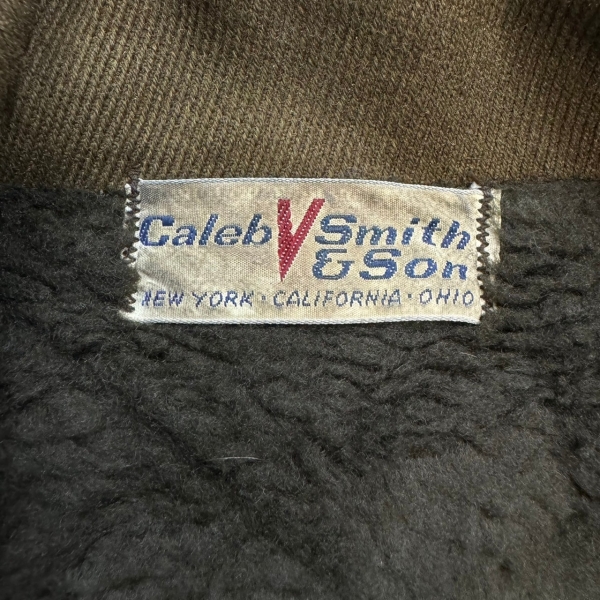 Caleb V Smith
& Son
NEW YORK · CALIFORNIA · OHIO